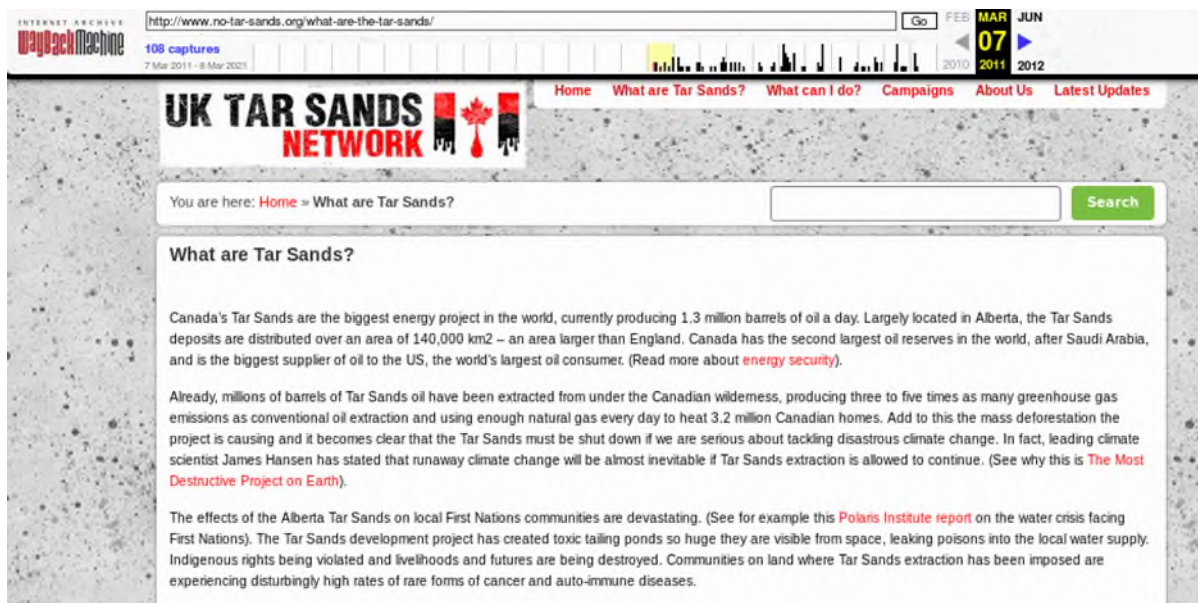 INTERNET ARCHIVE
WayBackMachine
http://www.no-tar-sands.org/what-are-the-tar-sands/
Go
FEB MAR JUN
108 captures
07
7 Mar 2011 - 8 Mar 2021
2010 2011 2012
UK TAR SANDS
NETWORK
Home What are Tar Sands? What can I do? Campaigns About Us Latest Updates
You are here: Home » What are Tar Sands?
Search
What are Tar Sands?
Canada's Tar Sands are the biggest energy project in the world, currently producing 1.3 million barrels of oil a day. Largely located in Alberta, the Tar Sands
deposits are distributed over an area of 140,000 km2 – an area larger than England. Canada has the second largest oil reserves in the world, after Saudi Arabia,
and is the biggest supplier of oil to the US, the world's largest oil consumer. (Read more about energy security).
Already, millions of barrels of Tar Sands oil have been extracted from under the Canadian wilderness, producing three to five times as many greenhouse gas
emissions as conventional oil extraction and using enough natural gas every day to heat 3.2 million Canadian homes. Add to this the mass deforestation the
project is causing and it becomes clear that the Tar Sands must be shut down if we are serious about tackling disastrous climate change. In fact, leading climate
scientist James Hansen has stated that runaway climate change will be almost inevitable if Tar Sands extraction is allowed to continue. (See why this is The Most
Destructive Project on Earth).
The effects of the Alberta Tar Sands on local First Nations communities are devastating. (See for example this Polaris Institute report on the water crisis facing
First Nations). The Tar Sands development project has created toxic tailing ponds so huge they are visible from space, leaking poisons into the local water supply.
Indigenous rights being violated and livelihoods and futures are being destroyed. Communities on land where Tar Sands extraction has been imposed are
experiencing disturbingly high rates of rare forms of cancer and auto-immune diseases.